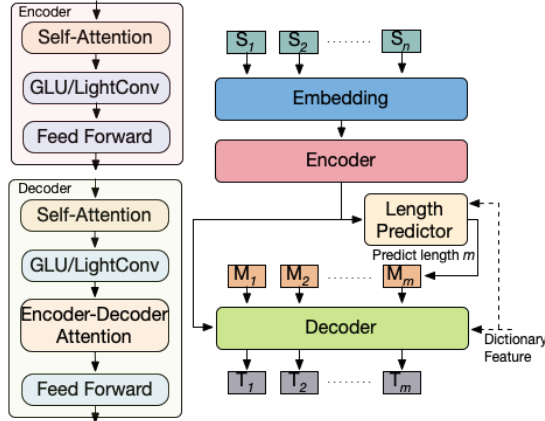 Encoder
Self-Attention
GLU/LightConv
Feed Forward
Decoder
Self-Attention
GLU/LightConv
Encoder-Decoder
Attention
Feed Forward
S1 S2 ........ Sn
Embedding
Encoder
Length
Predictor
Predict length m
M1 M2 ........ Mm
Decoder
Dictionary
Feature
T1 T2 ........ Tm